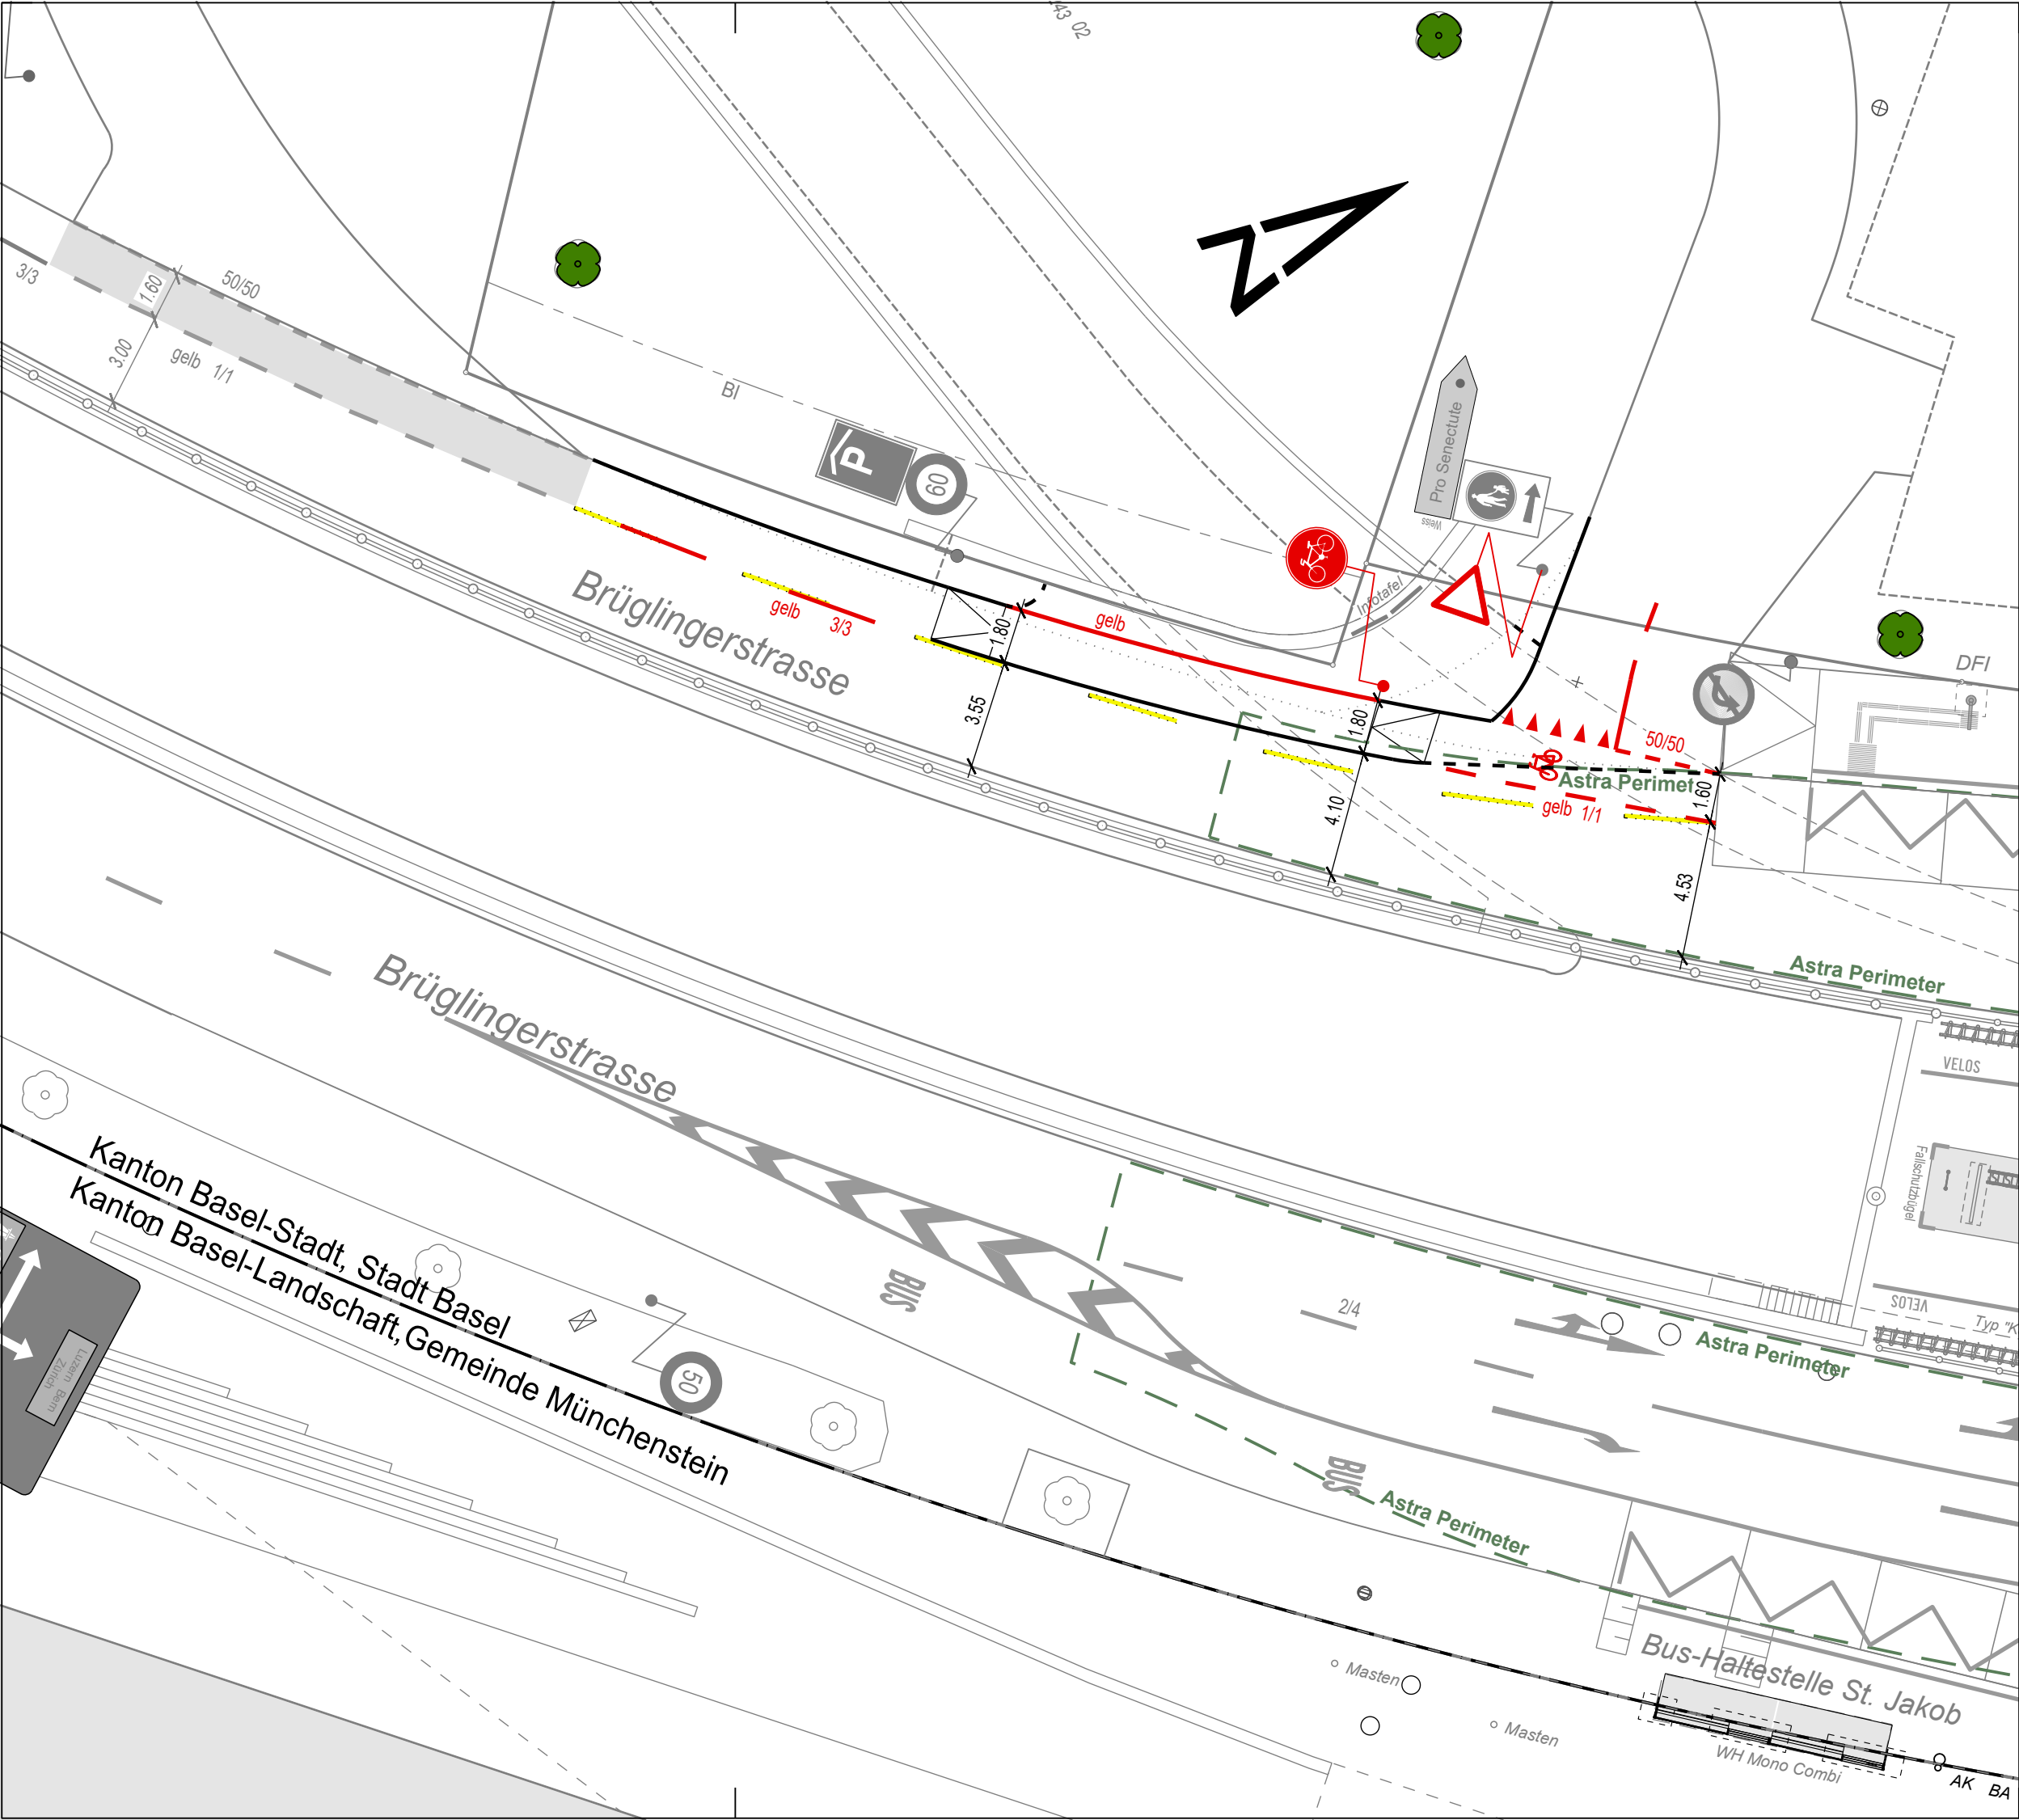 43 02
3/3
1.60
50/50
3.00
gelb 1/1
BI
P
60
Pro Senectute
Weiss
Infotafel
Brüglingerstrasse
gelb 3/3
gelb
1.80
3.55
1.80
4.10
50/50
Astra Perimeter
gelb 1/1
1.60
4.53
DFI
Astra Perimeter
VELOS
Fallschutzbügel
VELOS
Typ "K
Brüglingerstrasse
Kanton Basel-Stadt, Stadt Basel
Kanton Basel-Landschaft, Gemeinde Münchenstein
Luzern Bern
Zürich
50
BUS
2/4
Astra Perimeter
BUS
Astra Perimeter
Bus-Haltestelle St. Jakob
Masten
Masten
WH Mono Combi
AK BA